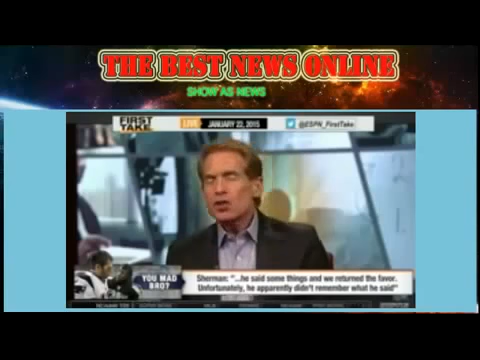 THE BEST NEWS ONLINE
SHOW AS NEWS
FIRST TAKE
LIVE
JANUARY 22, 2015
@ESPN_FirstTake
YOU MAD BRO?
Sherman: "...he said some things and we returned the favor.
Unfortunately, he apparently didn't remember what he said"